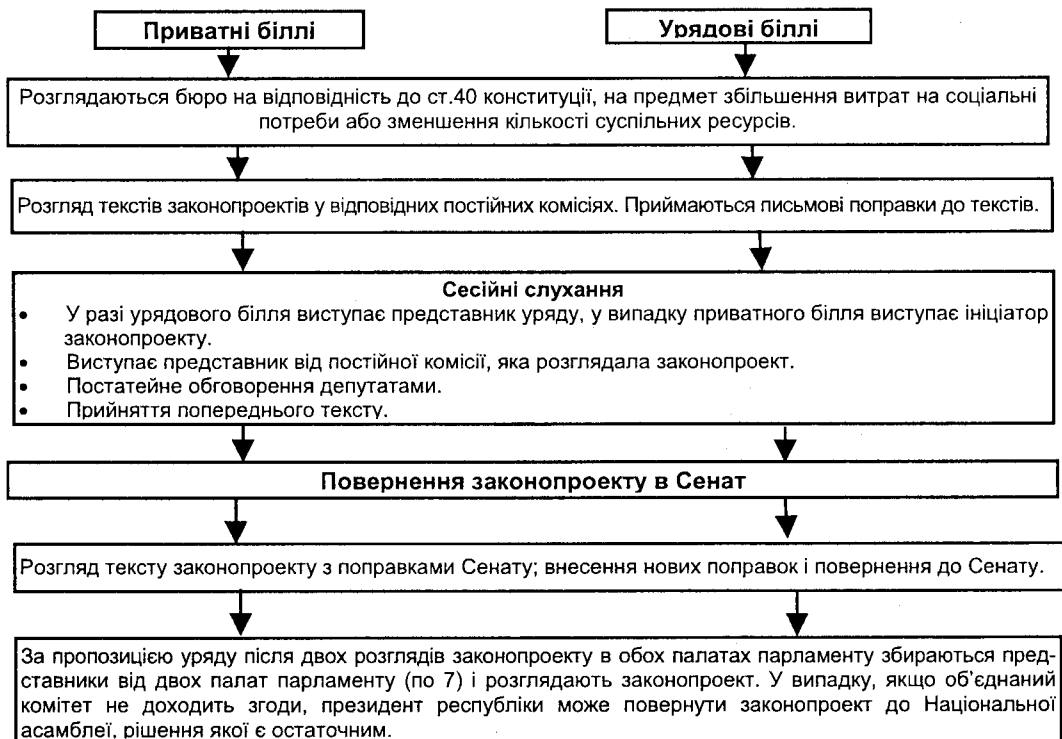 Приватні біллі
Урядові біллі
Розглядаються бюро на відповідність до ст.40 конституції, на предмет збільшення витрат на соціальні
потреби або зменшення кількості суспільних ресурсів.
Розгляд текстів законопроектів у відповідних постійних комісіях. Приймаються письмові поправки до текстів.
Сесійні слухання
• У разі урядового білля виступає представник уряду, у випадку приватного білля виступає ініціатор
законопроекту.
• Виступає представник від постійної комісії, яка розглядала законопроект.
• Постатейне обговорення депутатами.
• Прийняття попереднього тексту.
Повернення законопроекту в Сенат
Розгляд тексту законопроекту з поправками Сенату; внесення нових поправок і повернення до Сенату.
За пропозицією уряду після двох розглядів законопроекту в обох палатах парламенту збираються пред-
ставники від двох палат парламенту (по 7) і розглядають законопроект. У випадку, якщо об’єднаний
комітет не доходить згоди, президент республіки може повернути законопроект до Національної
асамблеї, рішення якої є остаточним.